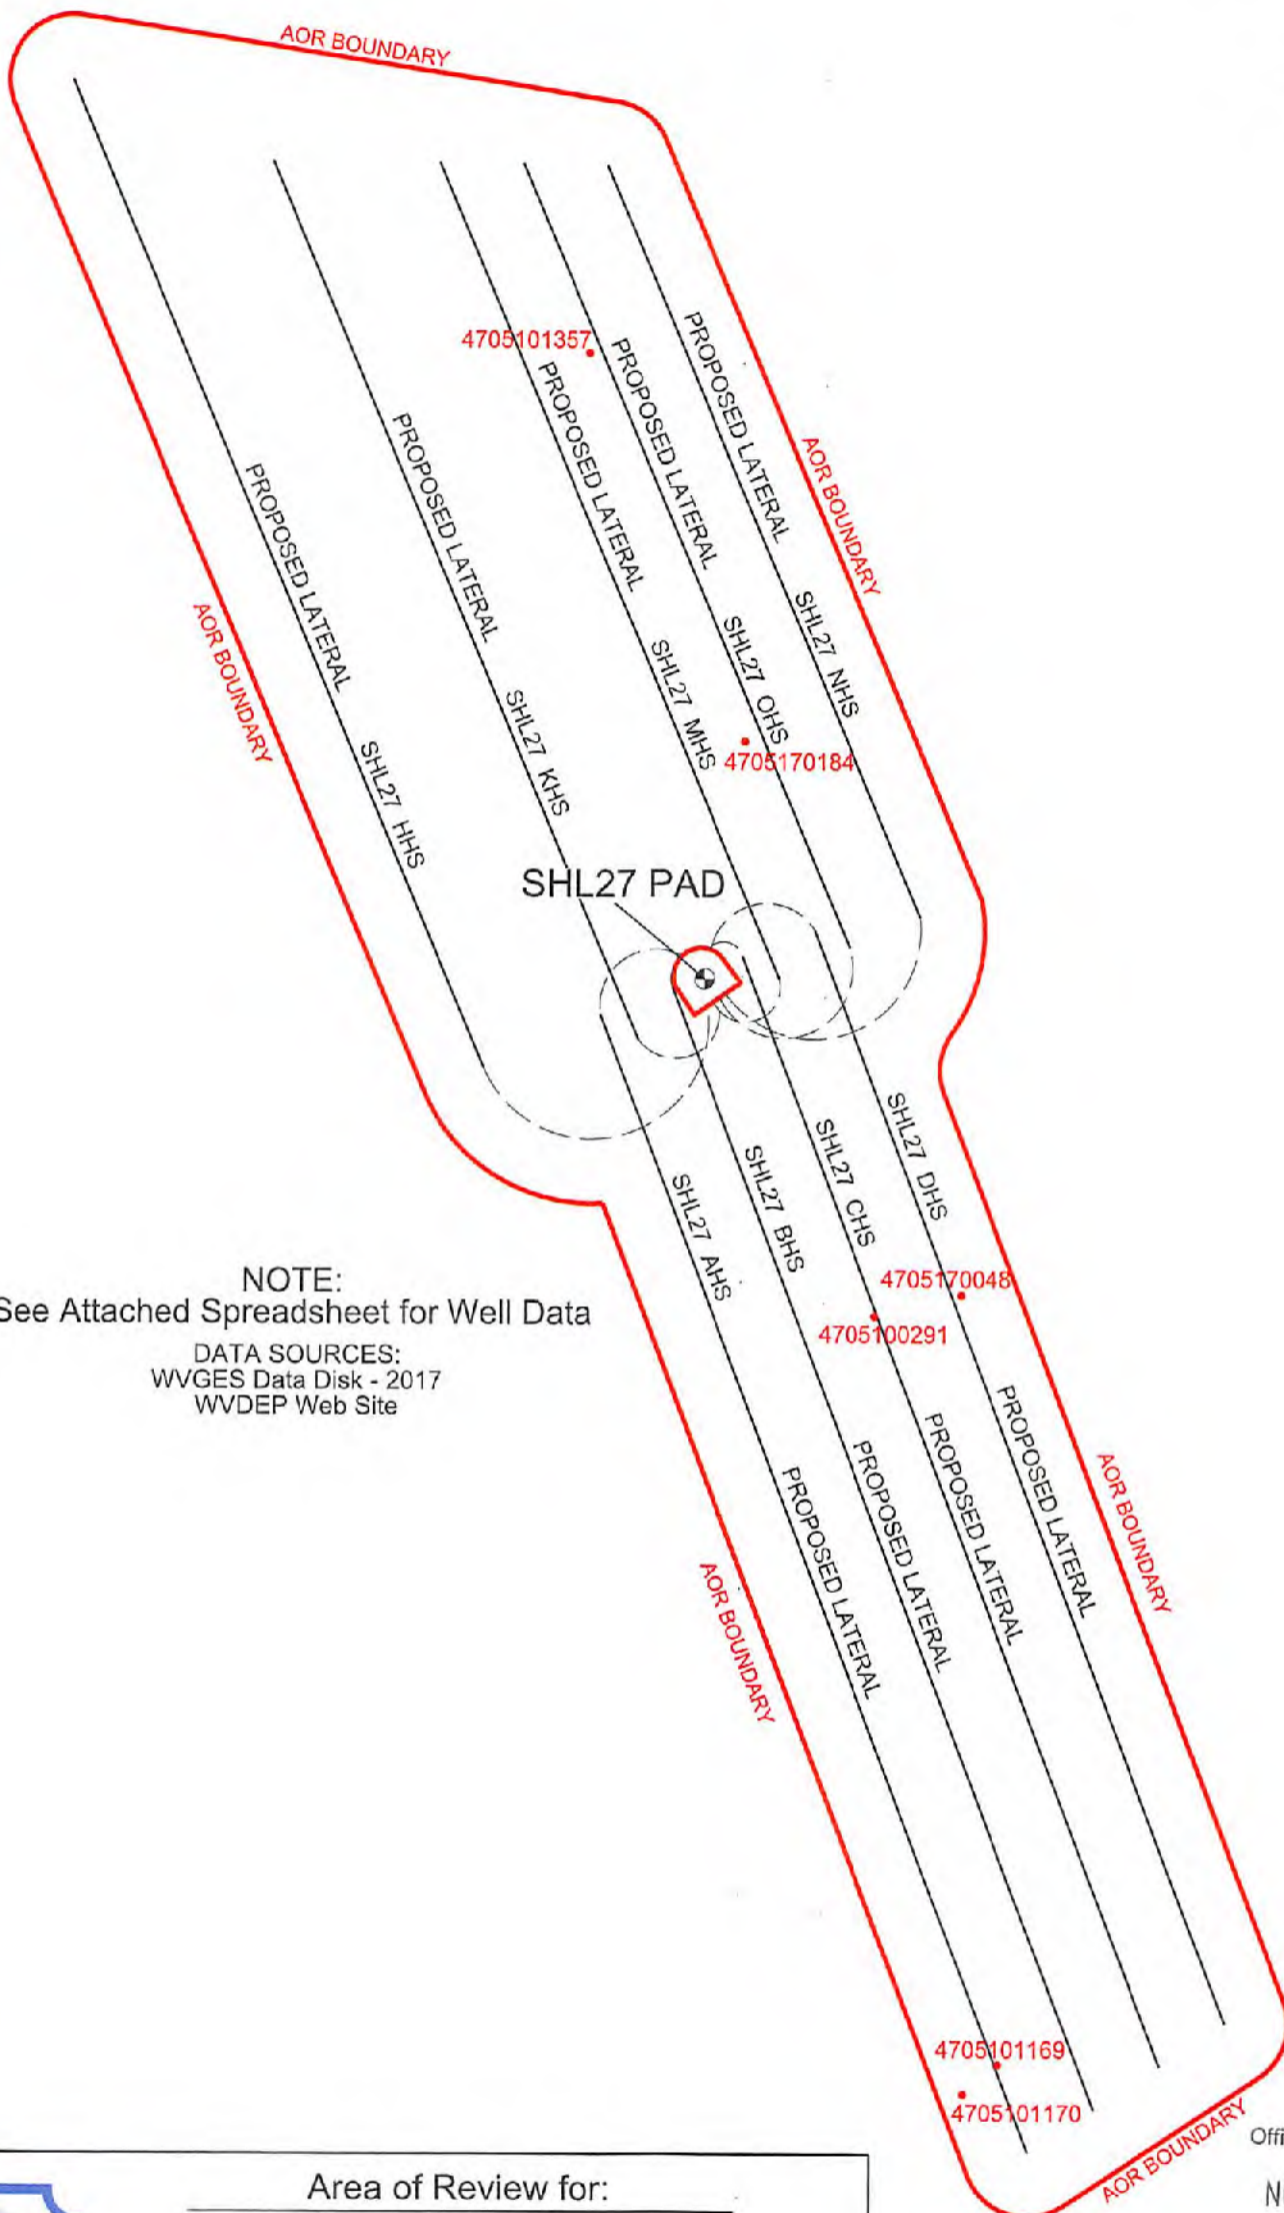 AOR BOUNDARY
4705101357
PROPOSED LATERAL SHL27 NHS
PROPOSED LATERAL SHL27 OHS
PROPOSED LATERAL SHL27 MHS
PROPOSED LATERAL SHL27 KHS
PROPOSED LATERAL SHL27 HHS
AOR BOUNDARY
AOR BOUNDARY
4705170184
SHL27 PAD
SHL27 DHS PROPOSED LATERAL
SHL27 CHS PROPOSED LATERAL
SHL27 BHS PROPOSED LATERAL
SHL27 AHS PROPOSED LATERAL
4705170048
4705100291
NOTE:
See Attached Spreadsheet for Well Data
DATA SOURCES:
WVGES Data Disk - 2017
WVDEP Web Site
AOR BOUNDARY
AOR BOUNDARY
4705101169
4705101170
AOR BOUNDARY
Offi
Area of Review for: